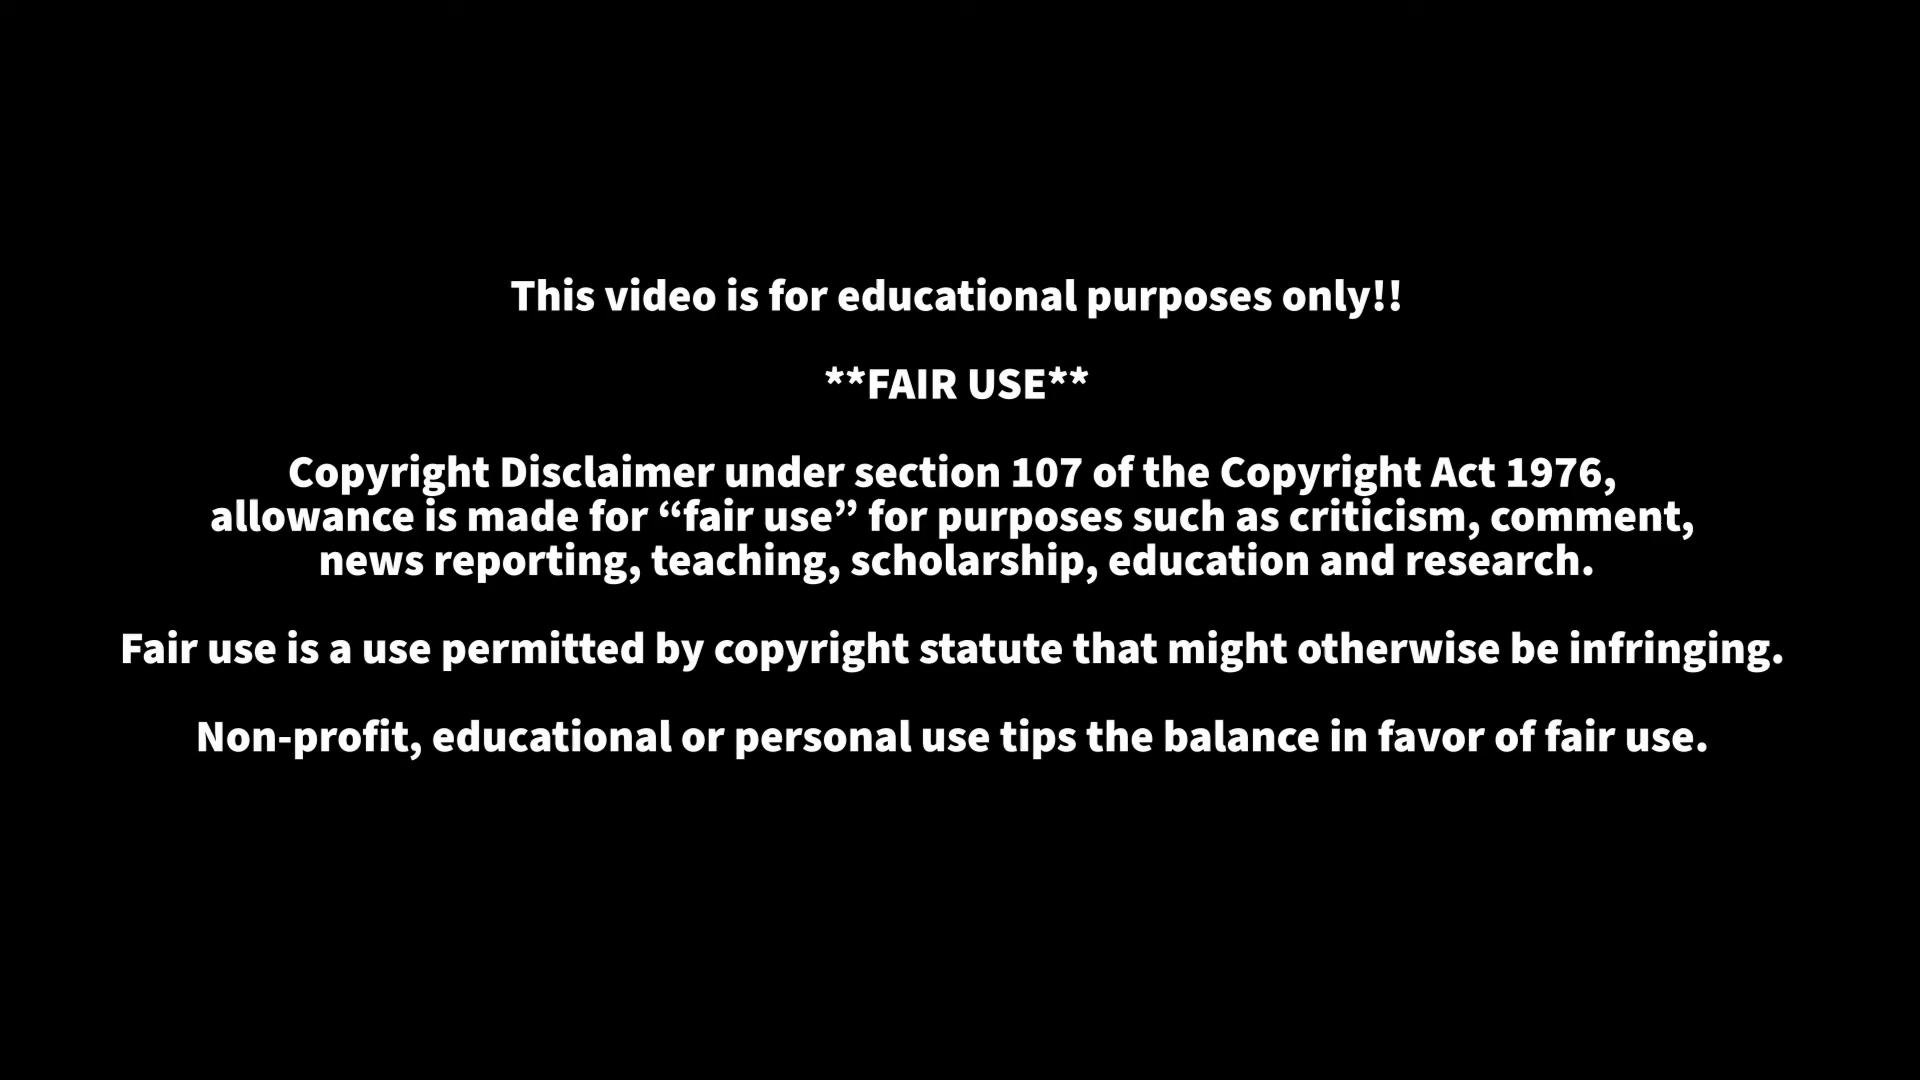 This video is for educational purposes only!!
**FAIR USE**
Copyright Disclaimer under section 107 of the Copyright Act 1976,
allowance is made for “fair use” for purposes such as criticism, comment,
news reporting, teaching, scholarship, education and research.
Fair use is a use permitted by copyright statute that might otherwise be infringing.
Non-profit, educational or personal use tips the balance in favor of fair use.